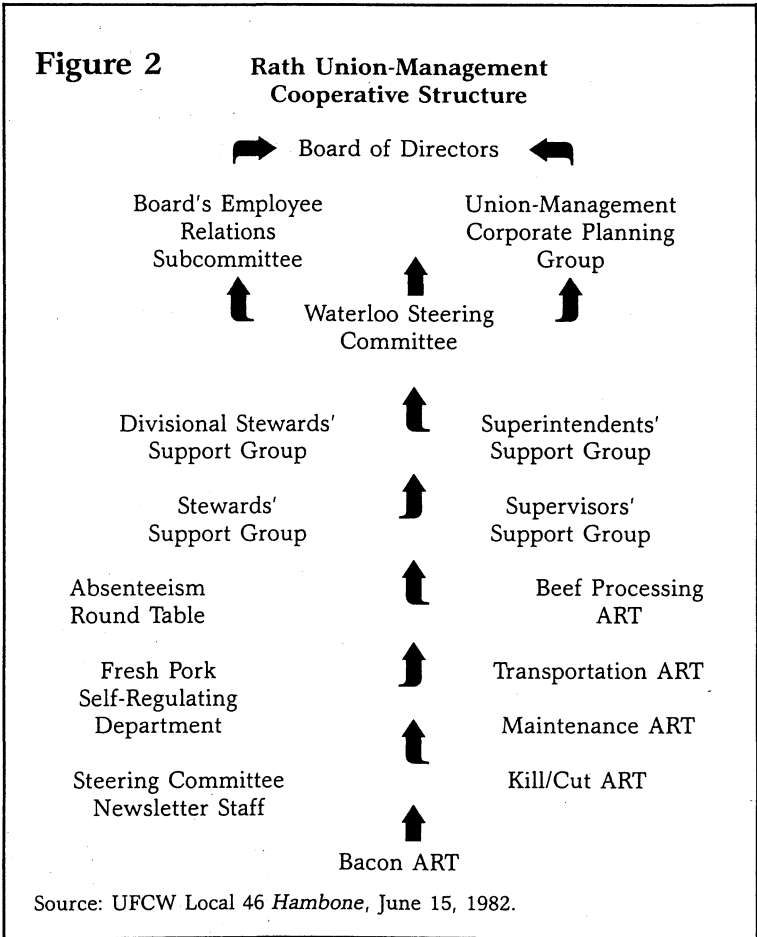 Figure 2
Rath Union-Management
Cooperative Structure
Board of Directors
Board's Employee
Relations
Subcommittee
Union-Management
Corporate Planning
Group
Waterloo Steering
Committee
Divisional Stewards'
Support Group
Superintendents'
Support Group
Stewards'
Support Group
Supervisors'
Support Group
Absenteeism
Round Table
Beef Processing
ART
Fresh Pork
Self-Regulating
Department
Transportation ART
Maintenance ART
Steering Committee
Newsletter Staff
Kill/Cut ART
Bacon ART
Source: UFCW Local 46 Hambone, June 15, 1982.